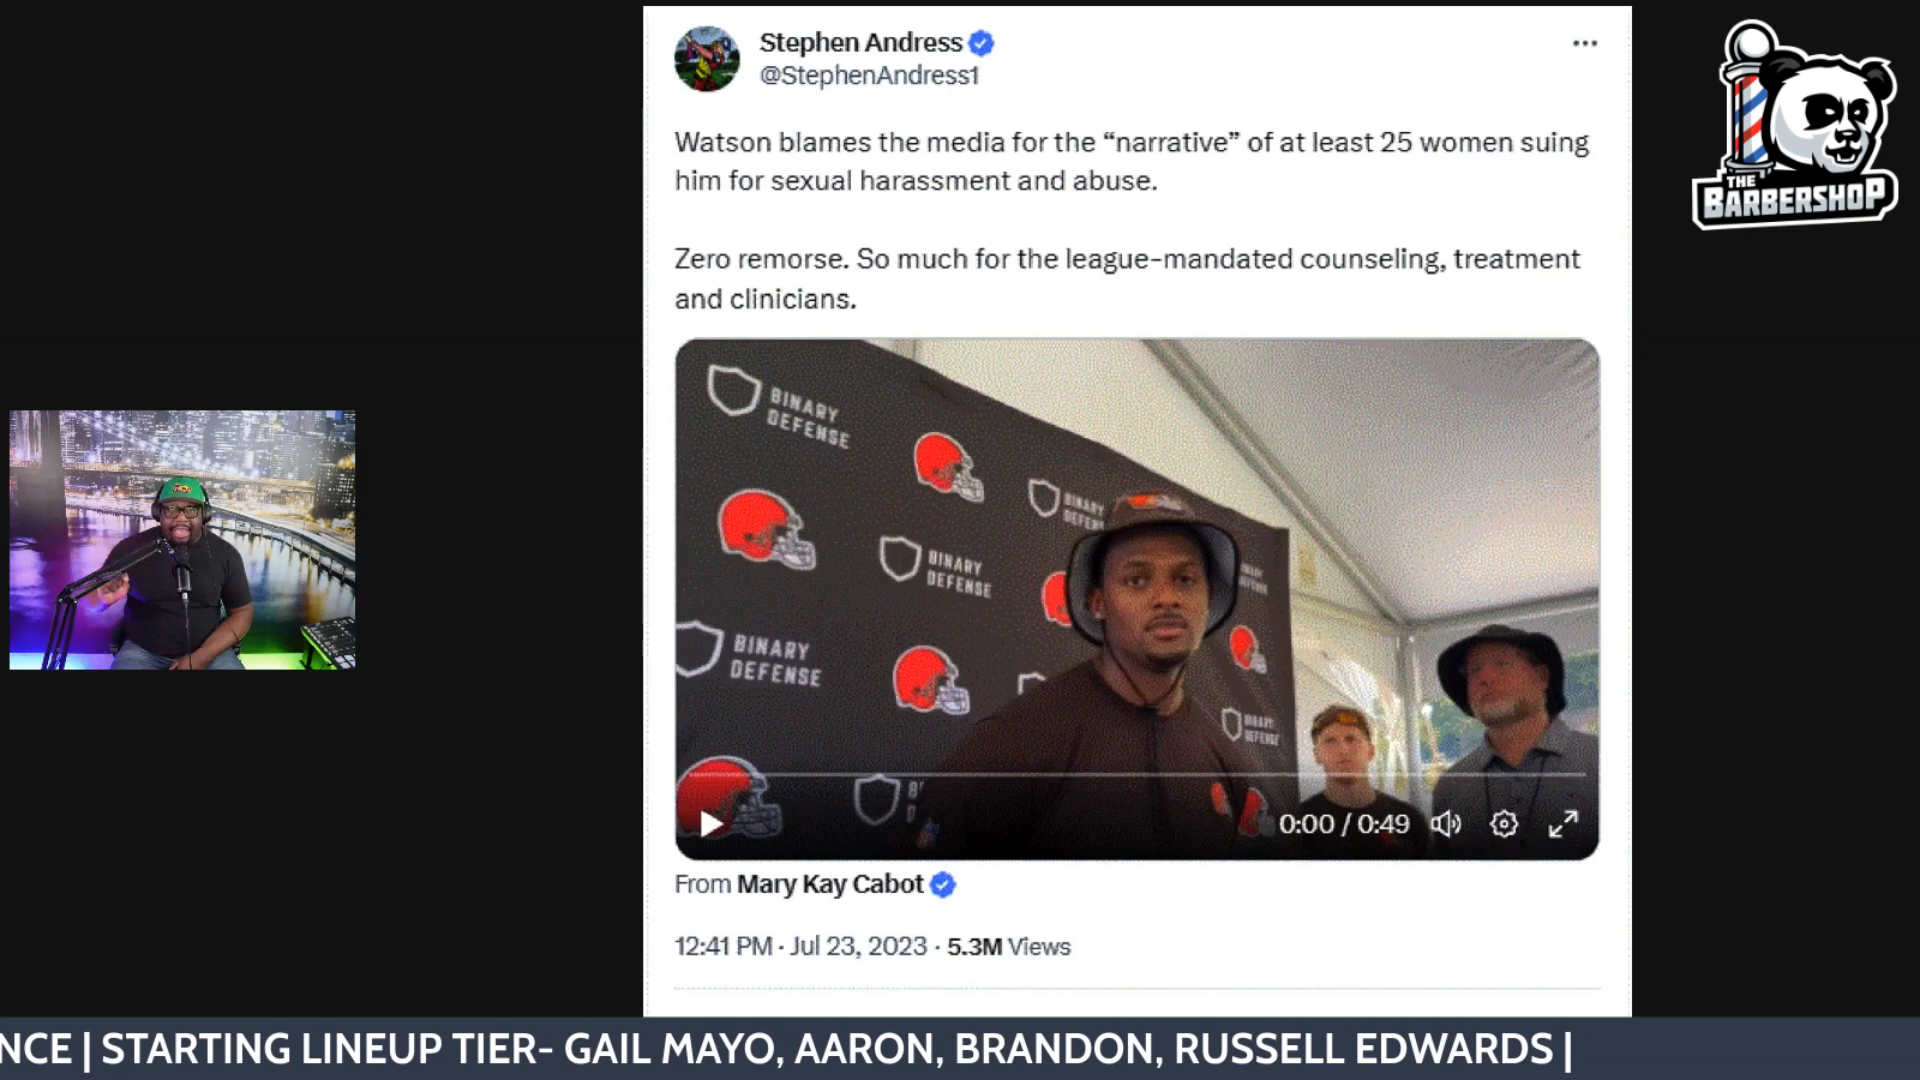 Stephen Andress
@StephenAndress1
Watson blames the media for the “narrative” of at least 25 women suing
him for sexual harassment and abuse.
Zero remorse. So much for the league-mandated counseling, treatment
and clinicians.
BINARY
DEFENSE
BINARY
BINARY
DEFENSE
BINARY
DEFENSE
BINARY
DEFENSE
0:00 / 0:49
From Mary Kay Cabot
12:41 PM · Jul 23, 2023 · 5.3M Views
THE
BARBERSHOP
NCE | STARTING LINEUP TIER- GAIL MAYO, AARON, BRANDON, RUSSELL EDWARDS |